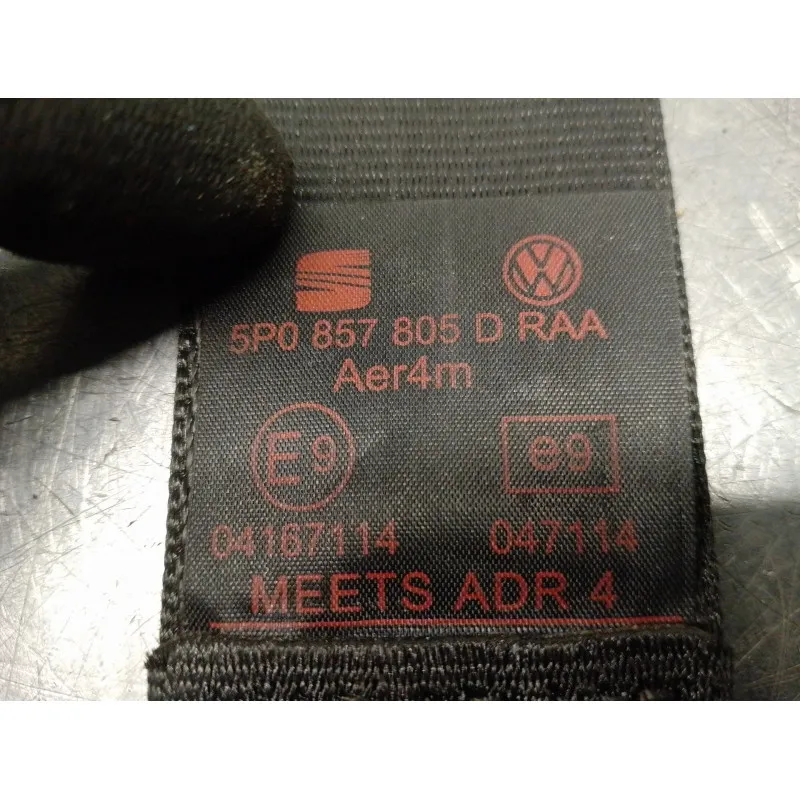 5P0 857 805 D RAA
Aer4m
E9 e9
04167114 047114
MEETS ADR 4